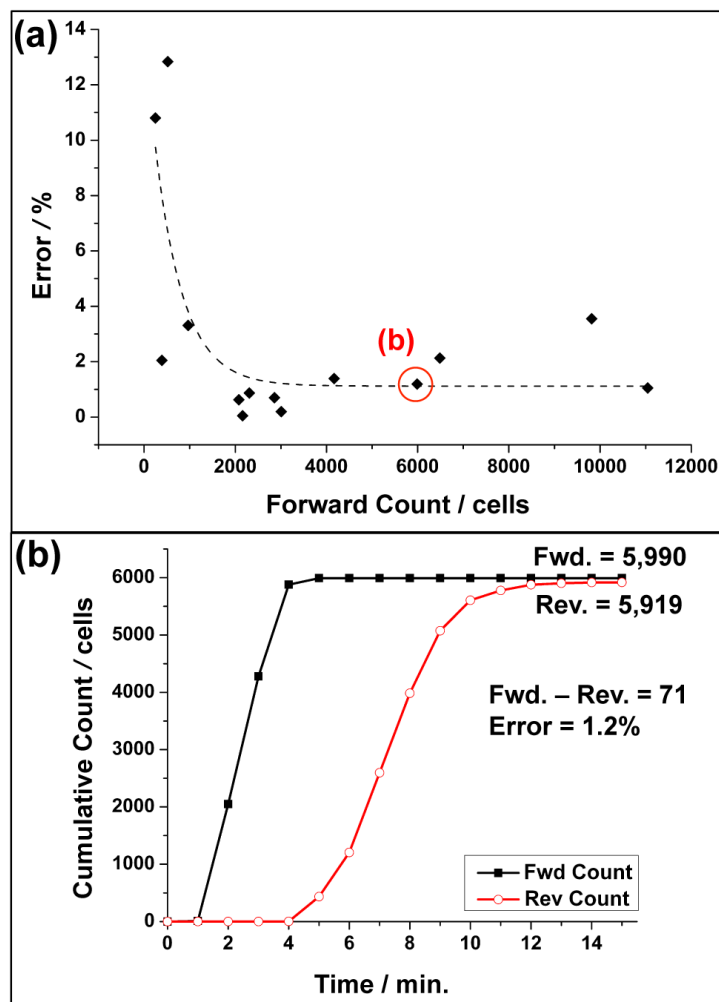 (a)
14
12
10
8
6
4
2
0
Error / %
(b)
0 2000 4000 6000 8000 10000 12000
Forward Count / cells
(b)
Fwd. = 5,990
Rev. = 5,919
Fwd. – Rev. = 71
Error = 1.2%
6000
5000
4000
3000
2000
1000
0
Cumulative Count / cells
Fwd Count
Rev Count
0 2 4 6 8 10 12 14
Time / min.